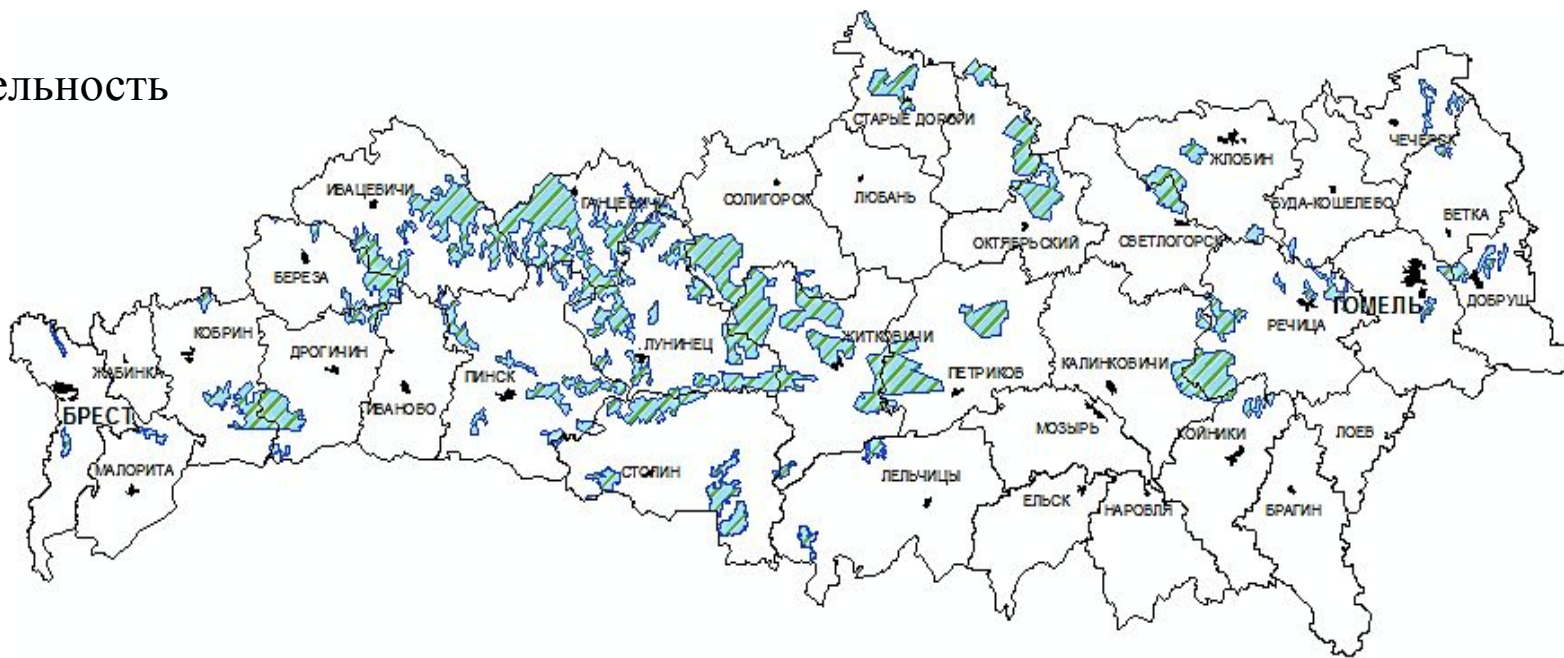 ельность
СТАРЫЕ ДОРОГИ
ЧЕЧЕРСК
ЖЛОБИН
ИВАЦЕВИЧИ
ГАНЦЕВИЧИ
СОЛИГОРСК
ЛЮБАНЬ
БУДА-КОШЕЛЕВО
ВЕТКА
ОКТЯБРЬСКИЙ
СВЕТЛОГОРСК
БЕРЕЗА
КОБРИН
ДРОГИЧИН
ЛУНИНЕЦ
ЖИТКОВИЧИ
РЕЧИЦА
ГОМЕЛЬ
ДОБРУШ
ЖАБИНКА
ПИНСК
ПЕТРИКОВ
КАЛИНКОВИЧИ
БРЕСТ
ИВАНОВО
МОЗЫРЬ
ХОЙНИКИ
ЛОЕВ
МАЛОРИТА
СТОЛИН
ЛЕЛЬЧИЦЫ
ЕЛЬСК
НАРОВЛЯ
БРАГИН